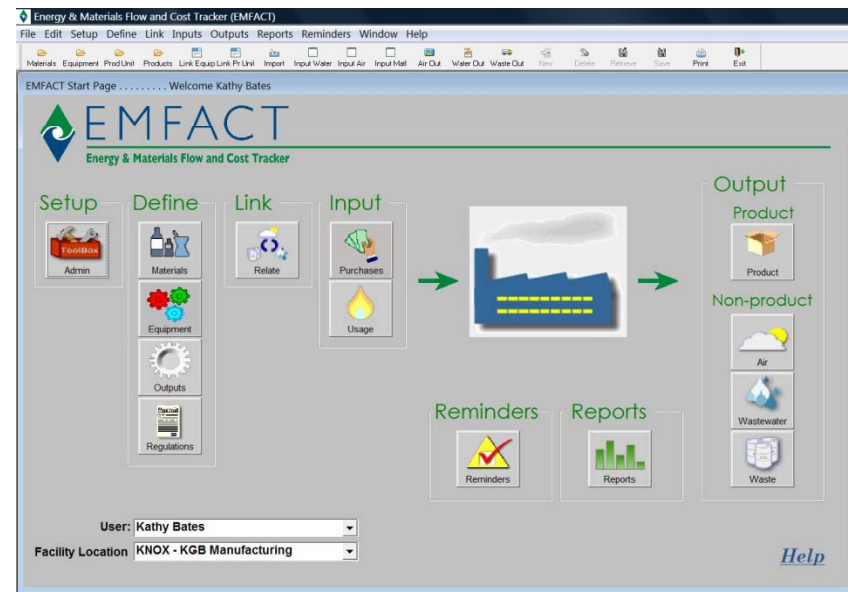 Energy & Materials Flow and Cost Tracker (EMFACT)
File Edit Setup Define Link Inputs Outputs Reports Reminders Window Help
Materials Equipment Prod Unit Products Link Equip Link Pr Unit Import Input Water Input Air Input Matl Air Out Water Out Waste Out New Delete Retrieve Save Print Exit
EMFACT Start Page . . . . . . . . . Welcome Kathy Bates
EMFACT
Energy & Materials Flow and Cost Tracker
Setup
ToolBox
Admin
Define
Materials
Equipment
Outputs
Regulations
Link
Relate
Input
Purchases
Usage
Output
Product
Product
Non-product
Air
Wastewater
Waste
Reminders
Reminders
Reports
Reports
User: Kathy Bates
Facility Location KNOX - KGB Manufacturing
Help